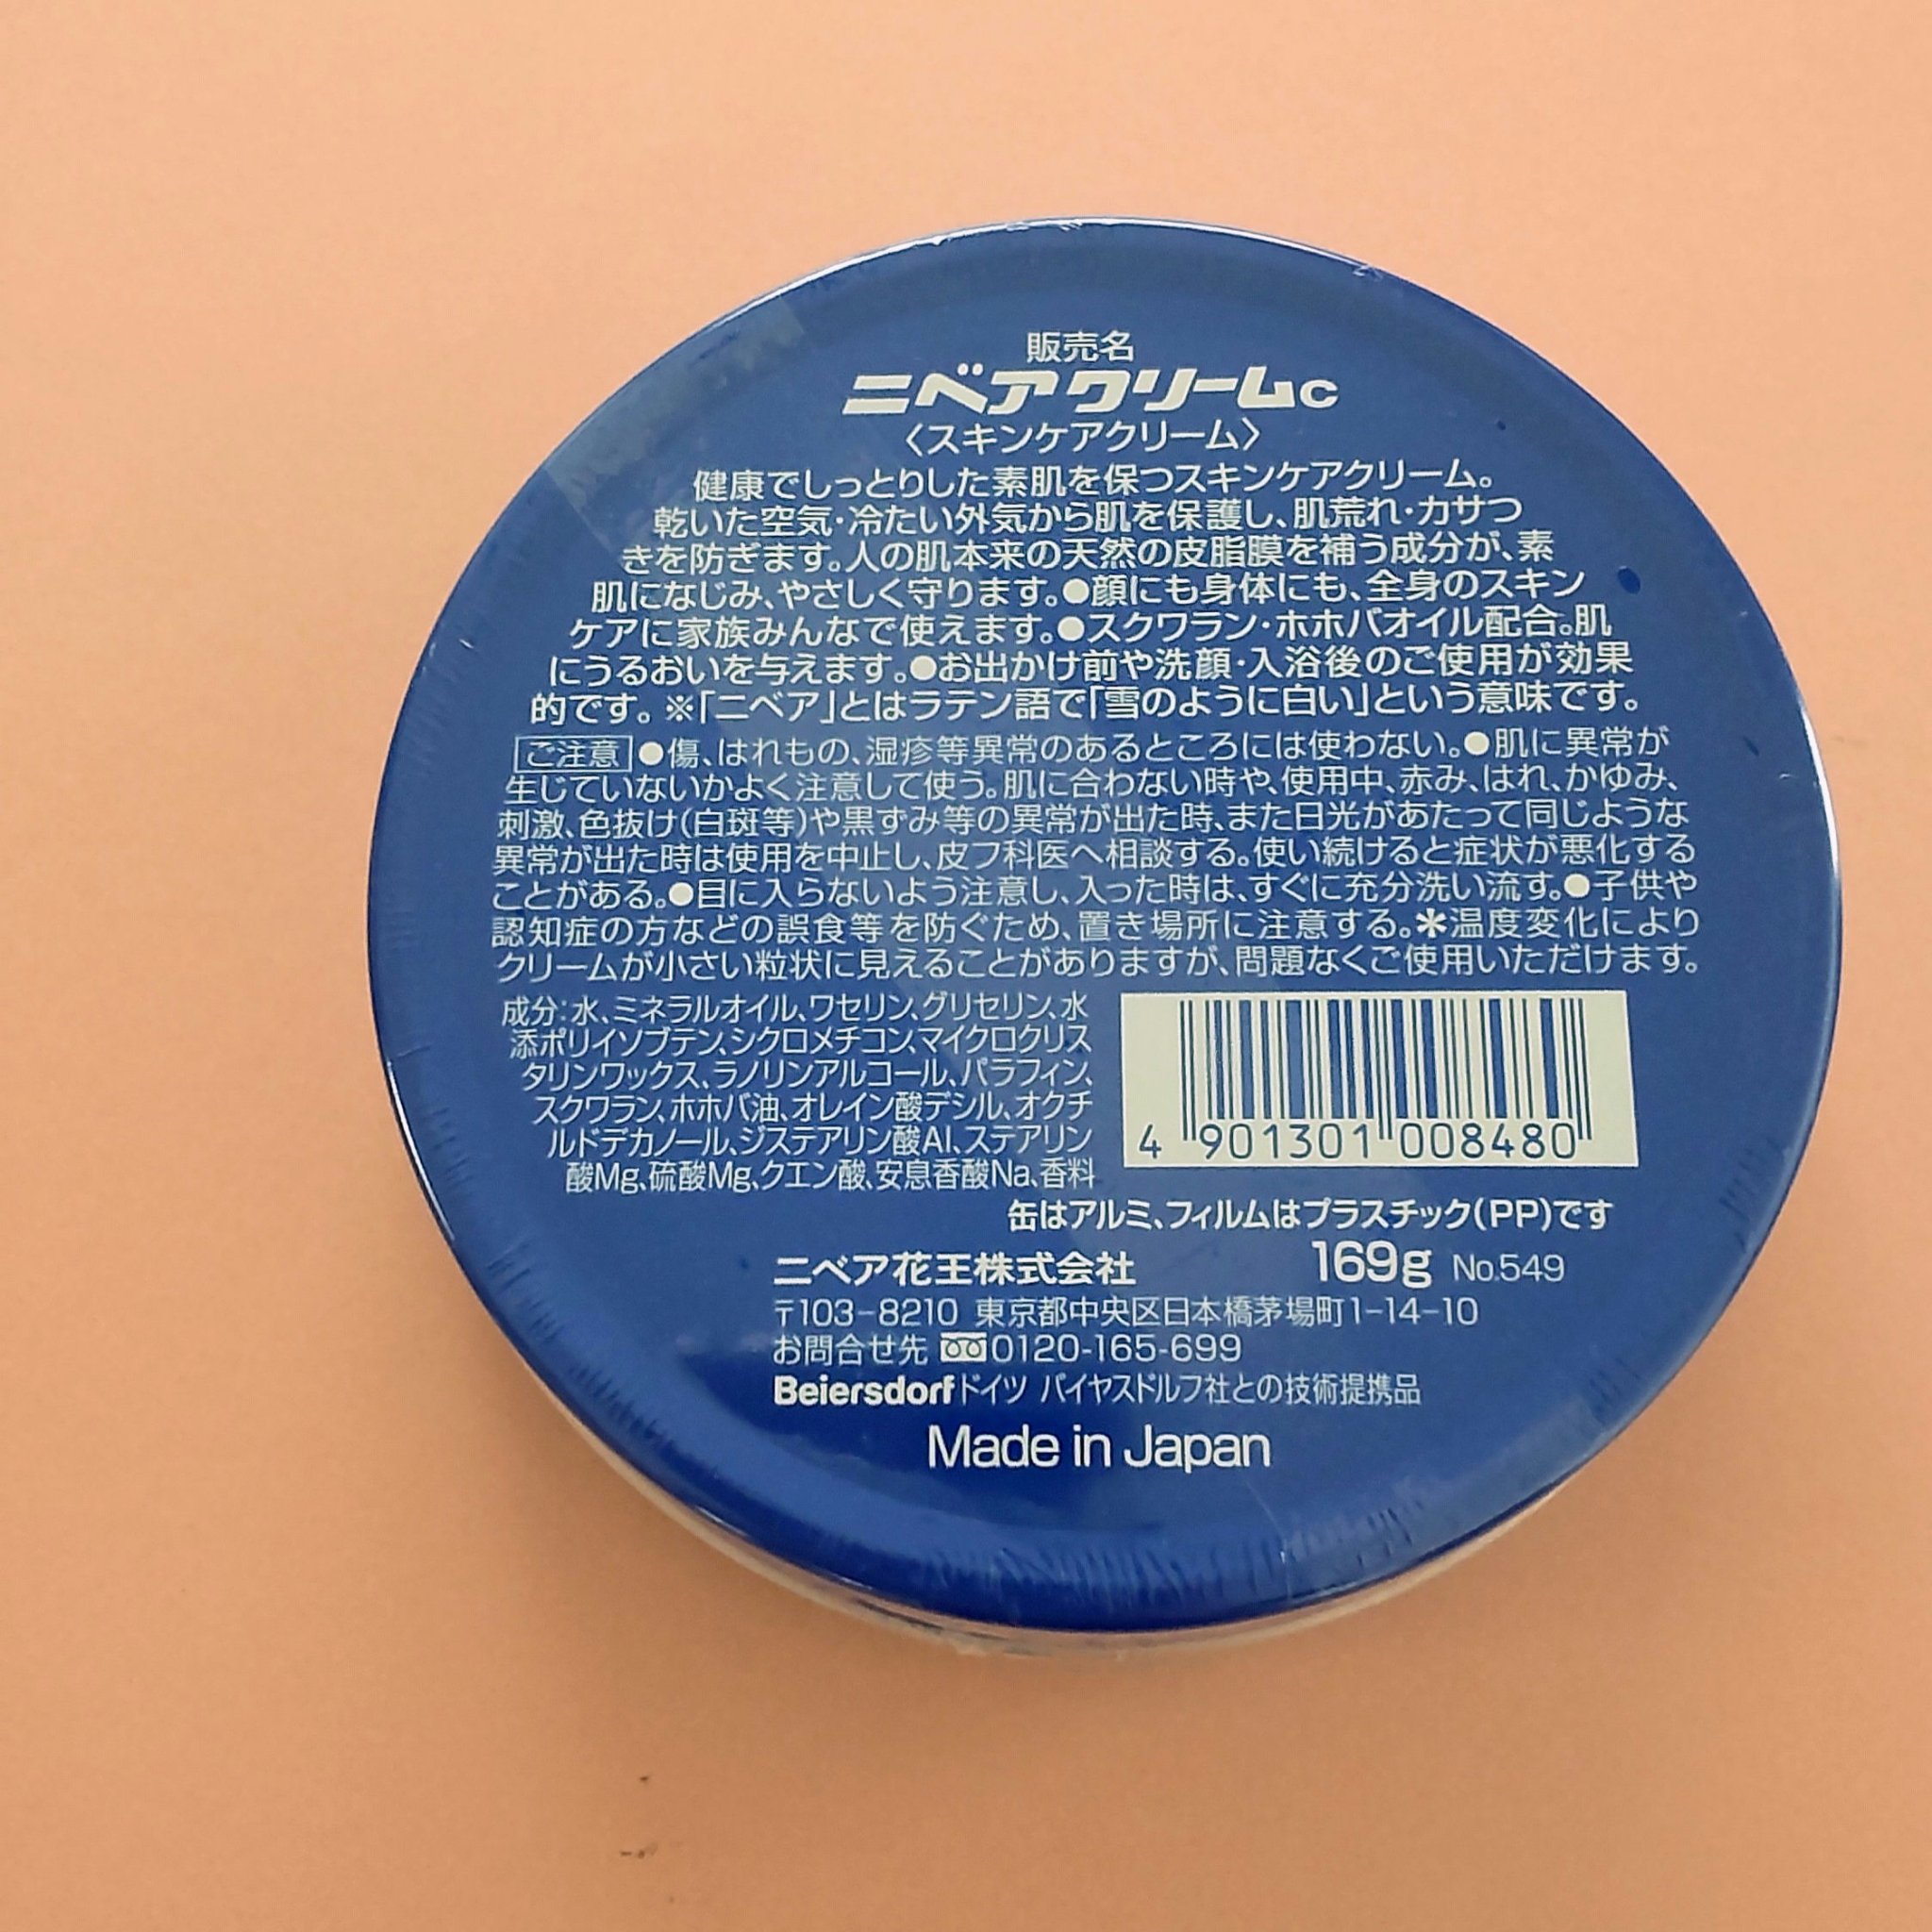 販売名
ニベアクリームc
〈スキンケアクリーム〉
健康でしっとりした素肌を保つスキンケアクリーム。
乾いた空気・冷たい外気から肌を保護し、肌荒れ・カサつ
きを防ぎます。人の肌本来の天然の皮脂膜を補う成分が、素
肌になじみ、やさしく守ります。●顔にも身体にも、全身のスキン
ケアに家族みんなで使えます。●スクワラン・ホホバオイル配合。肌
にうるおいを与えます。●お出かけ前や洗顔・入浴後のご使用が効果
的です。※「ニベア」とはラテン語で「雪のように白い」という意味です。
ご注意 ●傷、はれもの、湿疹等異常のあるところには使わない。●肌に異常が
生じていないかよく注意して使う。肌に合わない時や、使用中、赤み、はれ、かゆみ、
刺激、色抜け(白斑等)や黒ずみ等の異常が出た時、また日光があたって同じような
異常が出た時は使用を中止し、皮フ科医へ相談する。使い続けると症状が悪化する
ことがある。●目に入らないよう注意し、入った時は、すぐに充分洗い流す。●子供や
認知症の方などの誤食等を防ぐため、置き場所に注意する。＊温度変化により
クリームが小さい粒状に見えることがありますが、問題なくご使用いただけます。
成分：水、ミネラルオイル、ワセリン、グリセリン、水
添ポリイソブテン、シクロメチコン、マイクロクリス
タリンワックス、ラノリンアルコール、パラフィン、
スクワラン、ホホバ油、オレイン酸デシル、オクチ
ルドデカノール、ジステアリン酸Al、ステアリン
酸Mg、硫酸Mg、クエン酸、安息香酸Na、香料
4 901301 008480
缶はアルミ、フィルムはプラスチック(PP)です
ニベア花王株式会社 169g No.549
〒103-8210 東京都中央区日本橋茅場町1-14-10
お問合せ先 0120-165-699
Beiersdorfドイツ バイヤスドルフ社との技術提携品
Made in Japan